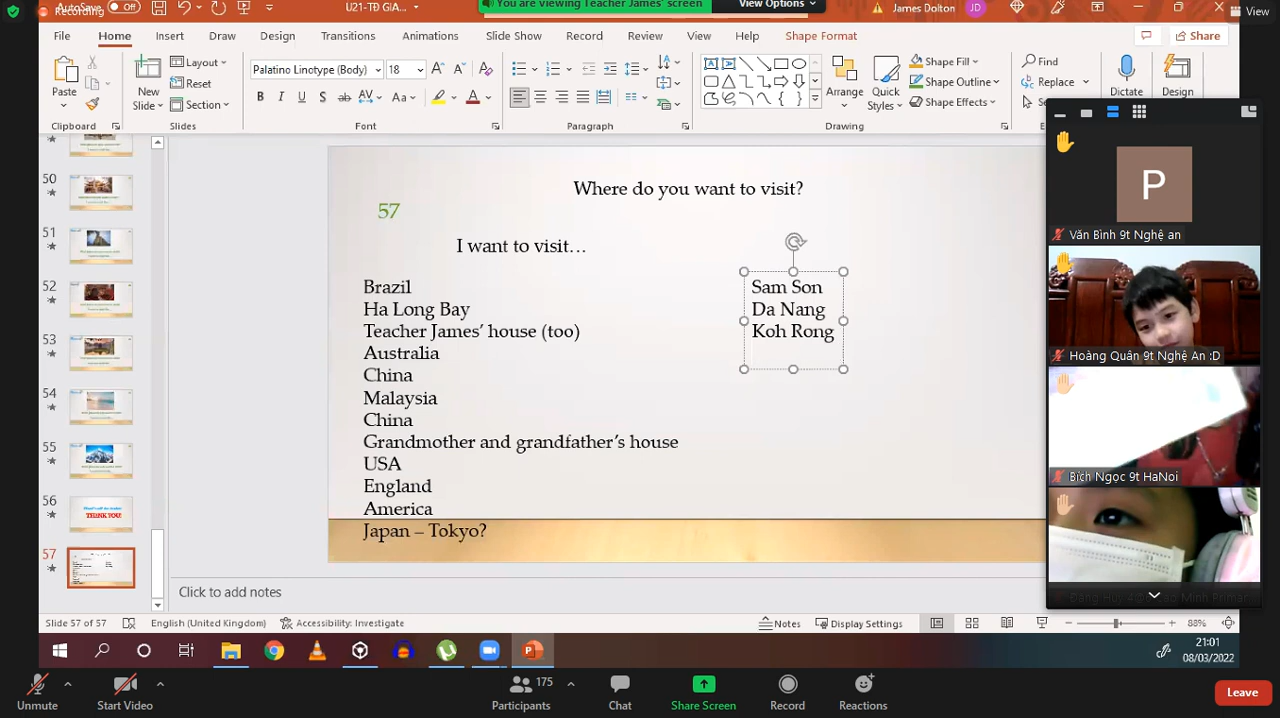 Recording
AutoSave Off
U21-TĐ GIA...
You are viewing Teacher James' screen
View Options
James Dolton JD
View
File Home Insert Draw Design Transitions Animations Slide Show Record Review View Help Shape Format
Share
Paste
Clipboard
New Slide
Layout
Reset
Section
Slides
Palatino Linotype (Body) 18
Font
Paragraph
Arrange
Quick Styles
Shape Fill
Shape Outline
Shape Effects
Drawing
Find
Replace
Dictate
Design
50
51
52
53
54
55
56
THANK YOU!
57
Where do you want to visit?
57
I want to visit…
Brazil
Ha Long Bay
Teacher James' house (too)
Australia
China
Malaysia
China
Grandmother and grandfather's house
USA
England
America
Japan – Tokyo?
Sam Son
Da Nang
Koh Rong
P
Văn Bình 9t Nghệ an
Hoàng Quân 9t Nghệ An :D
Bích Ngọc 9t HaNoi
Click to add notes
Slide 57 of 57
English (United Kingdom)
Accessibility: Investigate
Notes
Display Settings
88%
21:01
08/03/2022
Unmute
Start Video
175
Participants
Chat
Share Screen
Record
Reactions
Leave